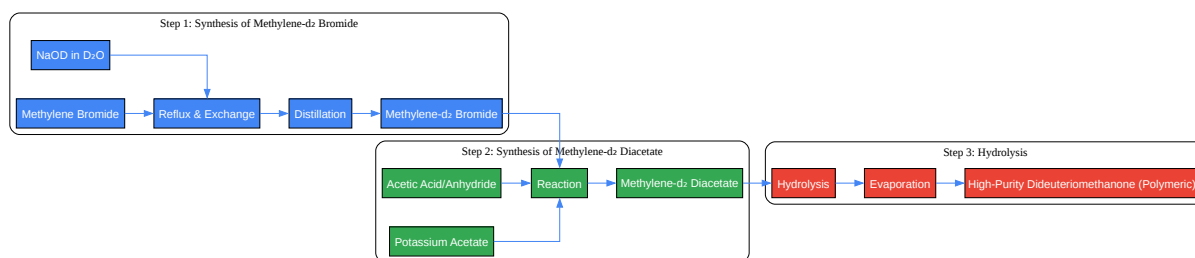 Step 1: Synthesis of Methylene-d₂ Bromide
NaOD in D₂O
Methylene Bromide
Reflux & Exchange
Distillation
Methylene-d₂ Bromide
Step 2: Synthesis of Methylene-d₂ Diacetate
Acetic Acid/Anhydride
Reaction
Methylene-d₂ Diacetate
Potassium Acetate
Step 3: Hydrolysis
Hydrolysis
Evaporation
High-Purity Dideuteriomethanone (Polymeric)